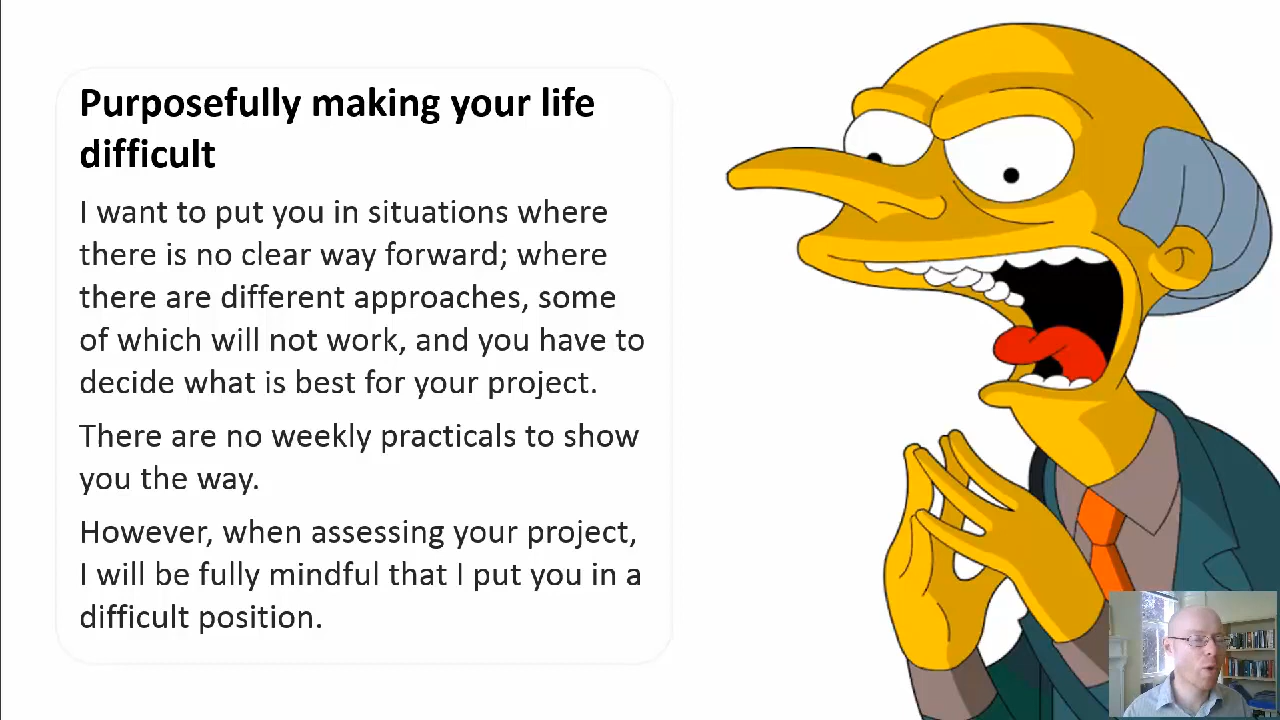 Purposefully making your life
difficult
I want to put you in situations where
there is no clear way forward; where
there are different approaches, some
of which will not work, and you have to
decide what is best for your project.
There are no weekly practicals to show
you the way.
However, when assessing your project,
I will be fully mindful that I put you in a
difficult position.